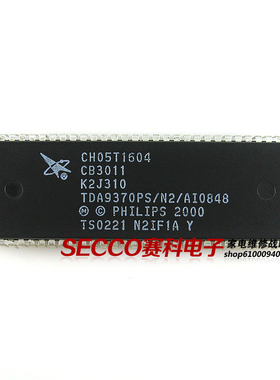 CH05T1604
CB3011
K2J310
TDA9370PS/N2/AI0848
Ⓜ © PHILIPS 2000
TS0221 N2IF1A Y
SECCO赛科电子
shop61000940